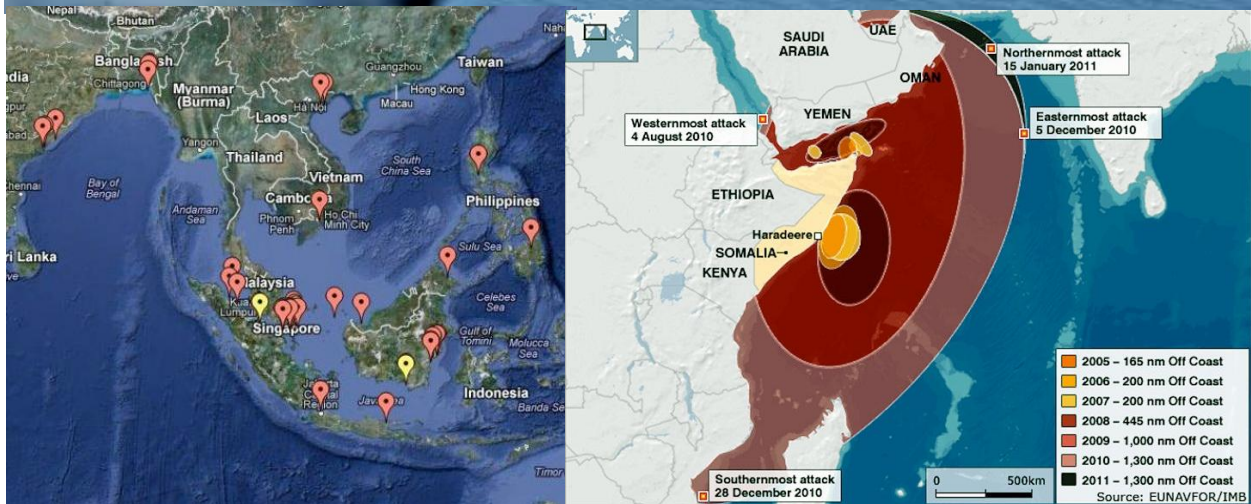 Nepal
Bhutan
Bangladesh
Chittagong
Myanmar
(Burma)
Hà Nội
Laos
Guangzhou
Macau
Hong Kong
Taiwan
Yangon
Thailand
Vietnam
South
China Sea
Chennai
Bay of
Bengal
Andaman
Sea
Phnom
Penh
Ho Chi
Minh City
Philippines
Sulu Sea
ri Lanka
Malaysia
Lumpur
Singapore
Celebes
Sea
Gulf of
Tomini
Molucca
Sea
Region
Indonesia
Banda Se
Timor
SAUDI
ARABIA
UAE
OMAN
YEMEN
Northernmost attack
15 January 2011
Westernmost attack
4 August 2010
Easternmost attack
5 December 2010
ETHIOPIA
Haradeere
SOMALIA
KENYA
Southernmost attack
28 December 2010
2005 – 165 nm Off Coast
2006 – 200 nm Off Coast
2007 – 200 nm Off Coast
2008 – 445 nm Off Coast
2009 – 1,000 nm Off Coast
2010 – 1,300 nm Off Coast
2011 – 1,300 nm Off Coast
0 500km
Source: EUNAVFOR/IMB